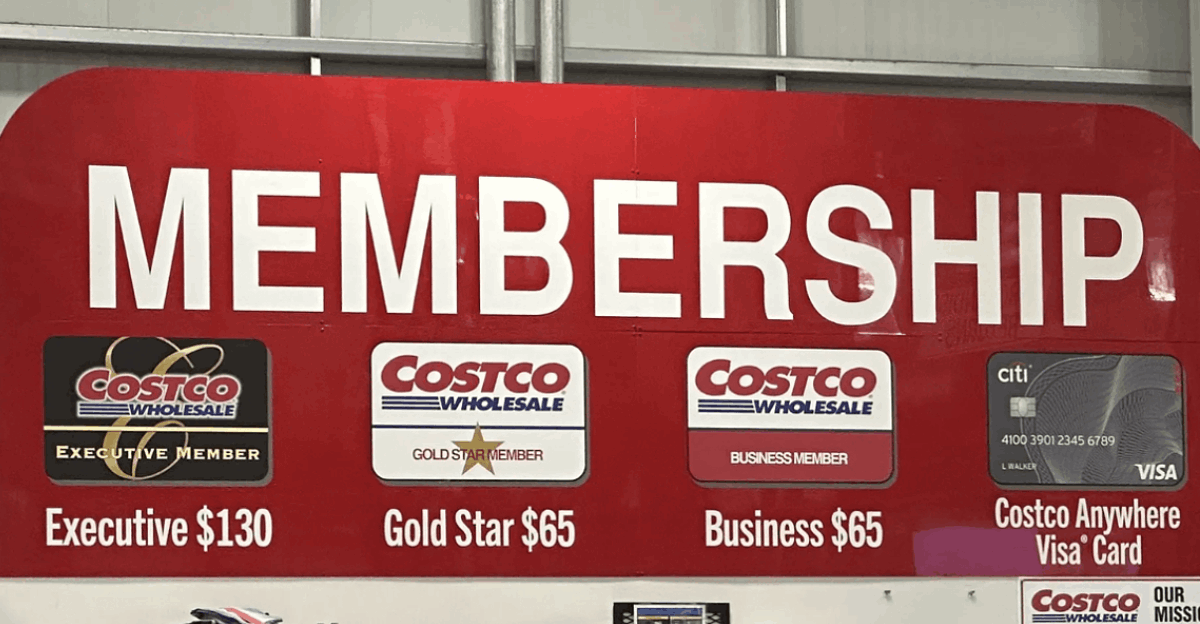 MEMBERSHIP
COSTCO
WHOLESALE
EXECUTIVE MEMBER
Executive $130
COSTCO
WHOLESALE
GOLD STAR MEMBER
Gold Star $65
COSTCO
WHOLESALE
BUSINESS MEMBER
Business $65
citi
4100 3901 2345 6789
L WALKER
VISA
Costco Anywhere
Visa® Card
COSTCO
WHOLESALE
OUR